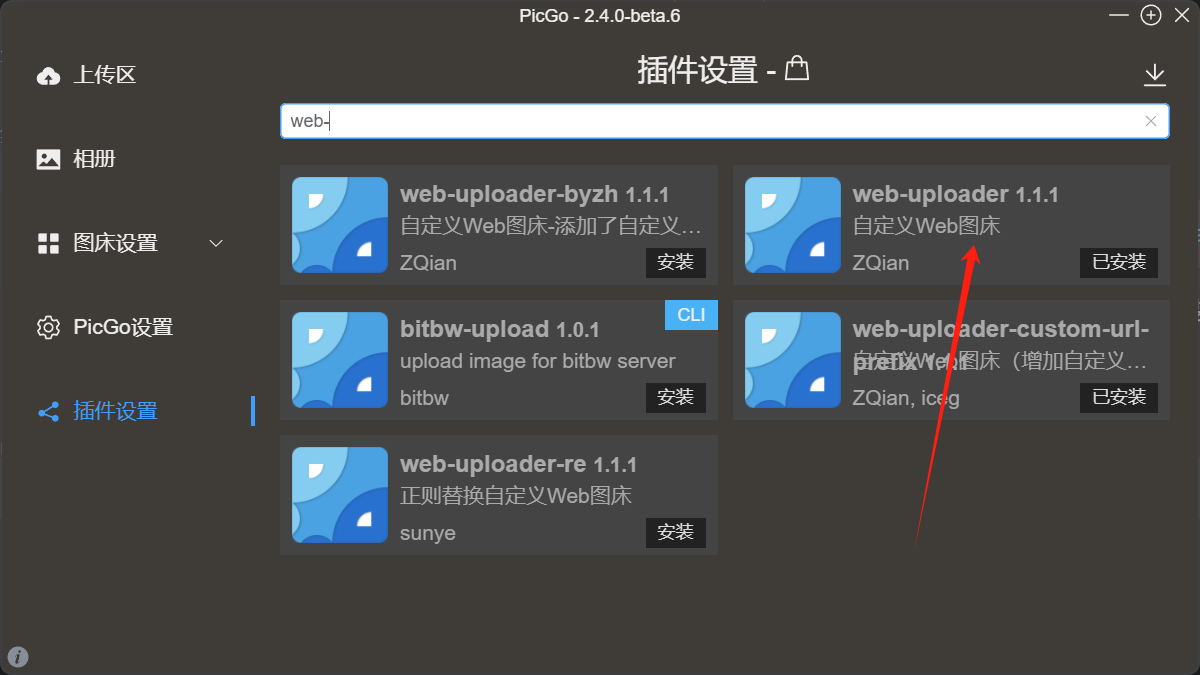 PicGo - 2.4.0-beta.6
上传区
相册
图床设置
PicGo设置
插件设置
插件设置 -
web-
web-uploader-byzh 1.1.1
自定义Web图床-添加了自定义…
ZQian
安装
web-uploader 1.1.1
自定义Web图床
ZQian
已安装
bitbw-upload 1.0.1
CLI
upload image for bitbw server
bitbw
安装
web-uploader-custom-url-
prefix 1.1.1
自定义Web图床（增加自定义…
ZQian, iceg
已安装
web-uploader-re 1.1.1
正则替换自定义Web图床
sunye
安装